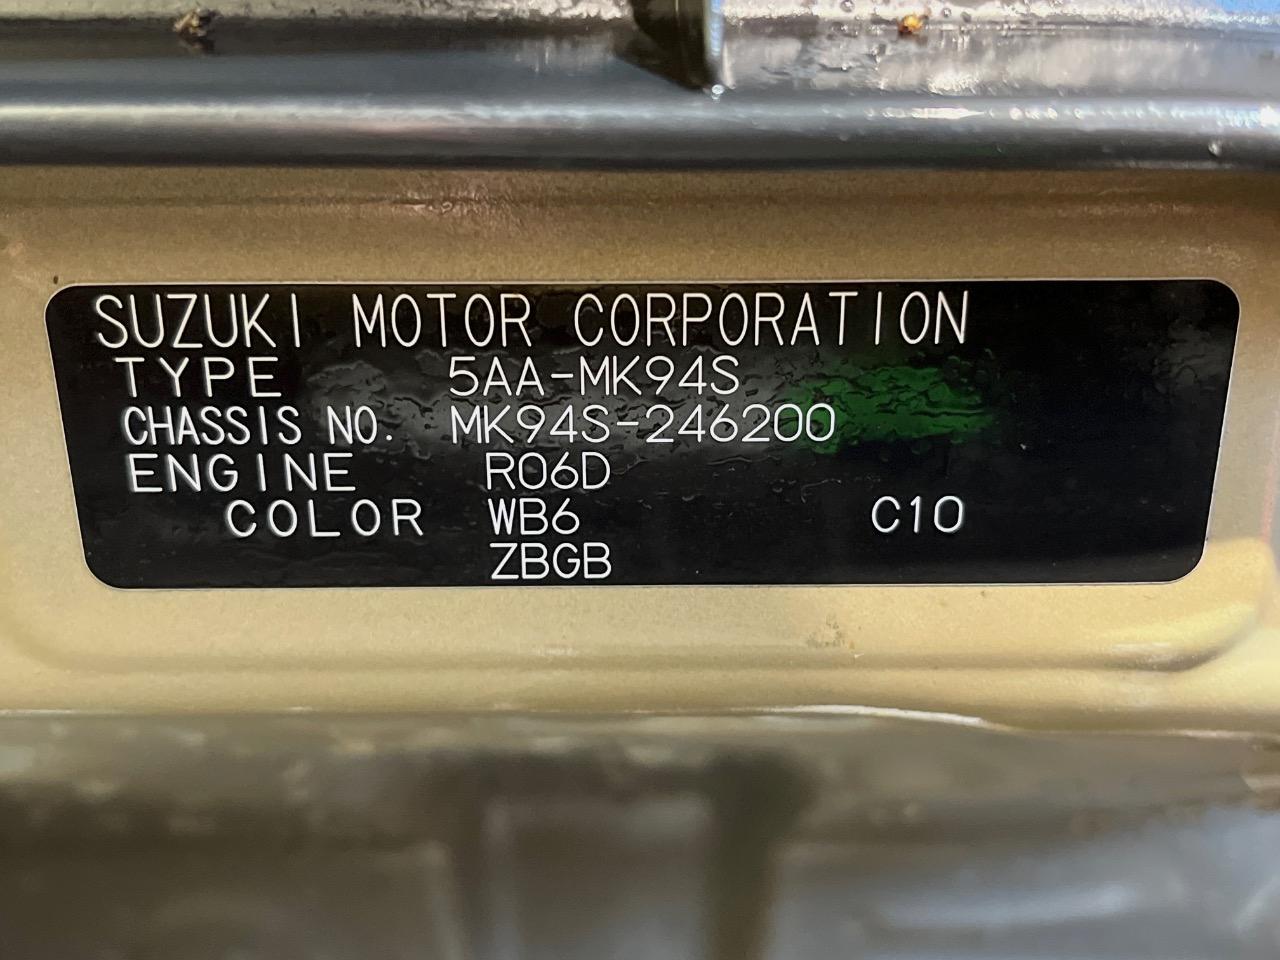 SUZUKI MOTOR CORPORATION
TYPE 5AA-MK94S
CHASSIS NO. MK94S-246200
ENGINE R06D
COLOR WB6 C10
ZBGB